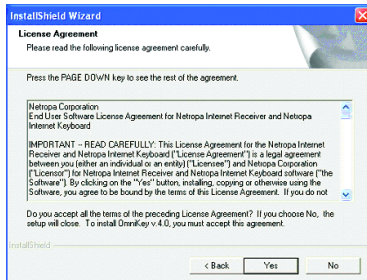 InstallShield Wizard
License Agreement
Please read the following license agreement carefully.
Press the PAGE DOWN key to see the rest of the agreement.
Netropa Corporation
End User Software License Agreement for Netropa Internet Receiver and Netropa
Internet Keyboard
IMPORTANT -- READ CAREFULLY: This License Agreement for the Netropa Internet
Receiver and Netropa Internet Keyboard ("License Agreement") is a legal agreement
between you (either an individual or an entity) ("Licensee") and Netropa Corporation
("Licensor") for Netropa Internet Receiver and Netropa Internet Keyboard software ("the
Software"). By clicking on the "Yes" button, installing, copying or otherwise using the
Software, you agree to be bound by the terms of this License Agreement. If you do not
Do you accept all the terms of the preceding License Agreement? If you choose No, the
setup will close. To install OmniKey v.4.0, you must accept this agreement.
InstallShield
< Back
Yes
No